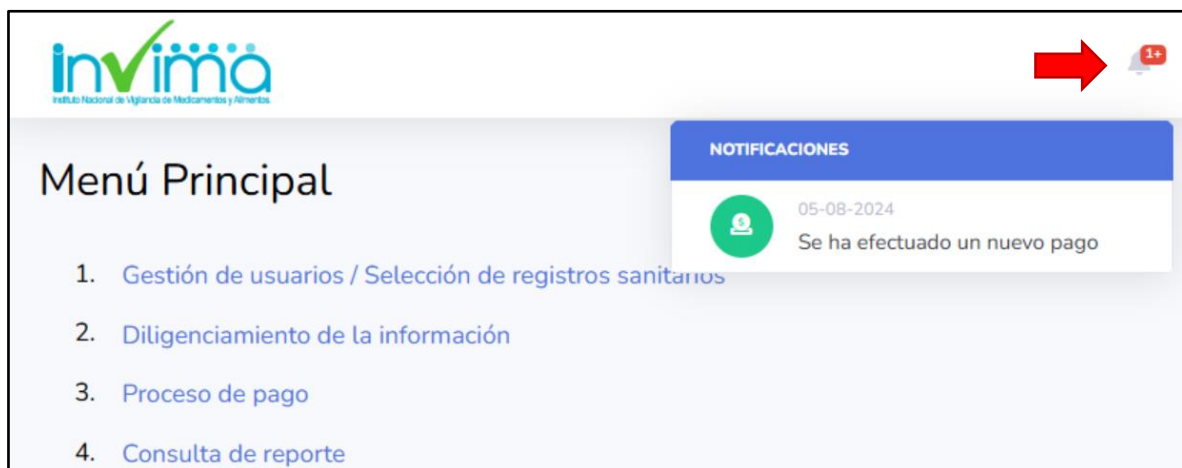 invima
Instituto Nacional de Vigilancia de Medicamentos y Alimentos.
1+
NOTIFICACIONES
05-08-2024
Se ha efectuado un nuevo pago
Menú Principal
1. Gestión de usuarios / Selección de registros sanitarios
2. Diligenciamiento de la información
3. Proceso de pago
4. Consulta de reporte